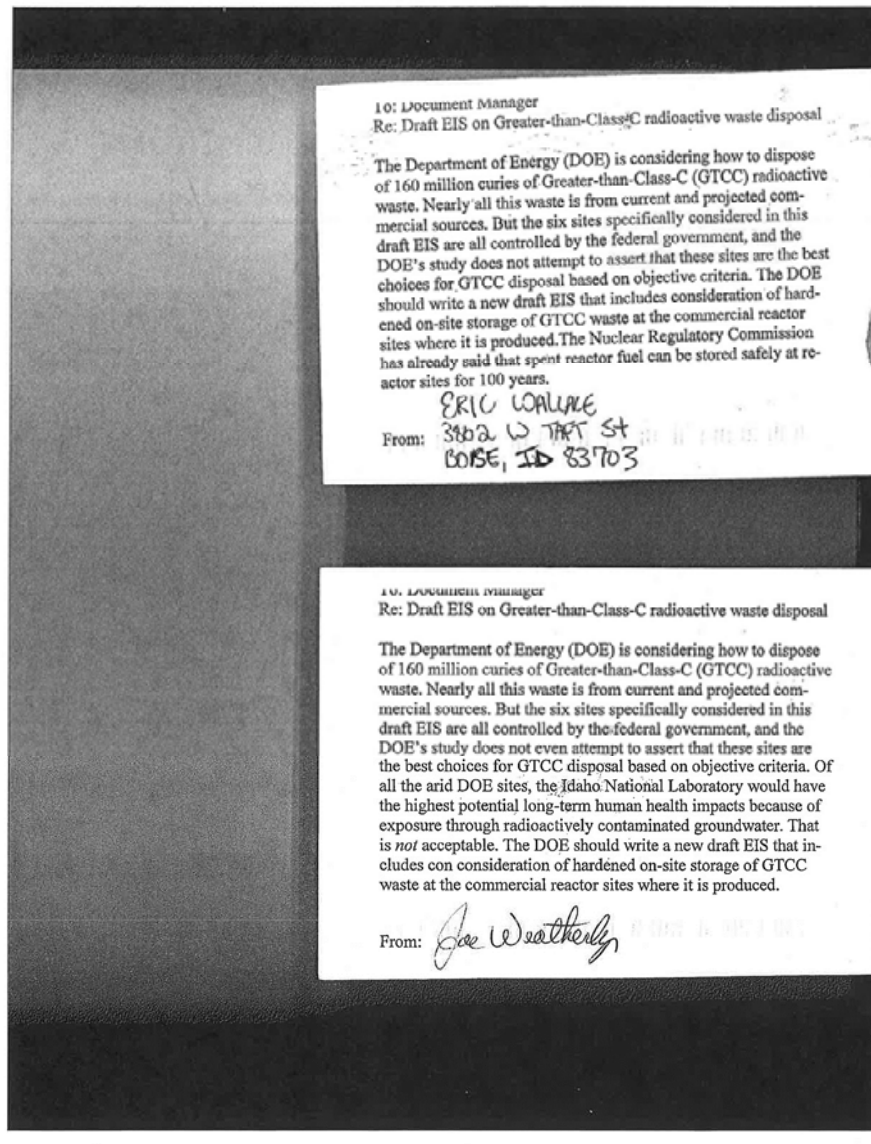 To: Document Manager
Re: Draft EIS on Greater-than-Class-C radioactive waste disposal
The Department of Energy (DOE) is considering how to dispose
of 160 million curies of Greater-than-Class-C (GTCC) radioactive
waste. Nearly all this waste is from current and projected com-
mercial sources. But the six sites specifically considered in this
draft EIS are all controlled by the federal government, and the
DOE's study does not attempt to assert that these sites are the best
choices for GTCC disposal based on objective criteria. The DOE
should write a new draft EIS that includes consideration of hard-
ened on-site storage of GTCC waste at the commercial reactor
sites where it is produced.The Nuclear Regulatory Commission
has already said that spent reactor fuel can be stored safely at re-
actor sites for 100 years.
ERIC WALLACE
From: 3802 W TAFT St
BOISE, ID 83703
To: Document Manager
Re: Draft EIS on Greater-than-Class-C radioactive waste disposal
The Department of Energy (DOE) is considering how to dispose
of 160 million curies of Greater-than-Class-C (GTCC) radioactive
waste. Nearly all this waste is from current and projected com-
mercial sources. But the six sites specifically considered in this
draft EIS are all controlled by the federal government, and the
DOE's study does not even attempt to assert that these sites are
the best choices for GTCC disposal based on objective criteria. Of
all the arid DOE sites, the Idaho National Laboratory would have
the highest potential long-term human health impacts because of
exposure through radioactively contaminated groundwater. That
is not acceptable. The DOE should write a new draft EIS that in-
cludes con consideration of hardened on-site storage of GTCC
waste at the commercial reactor sites where it is produced.
From: Joe Weatherly